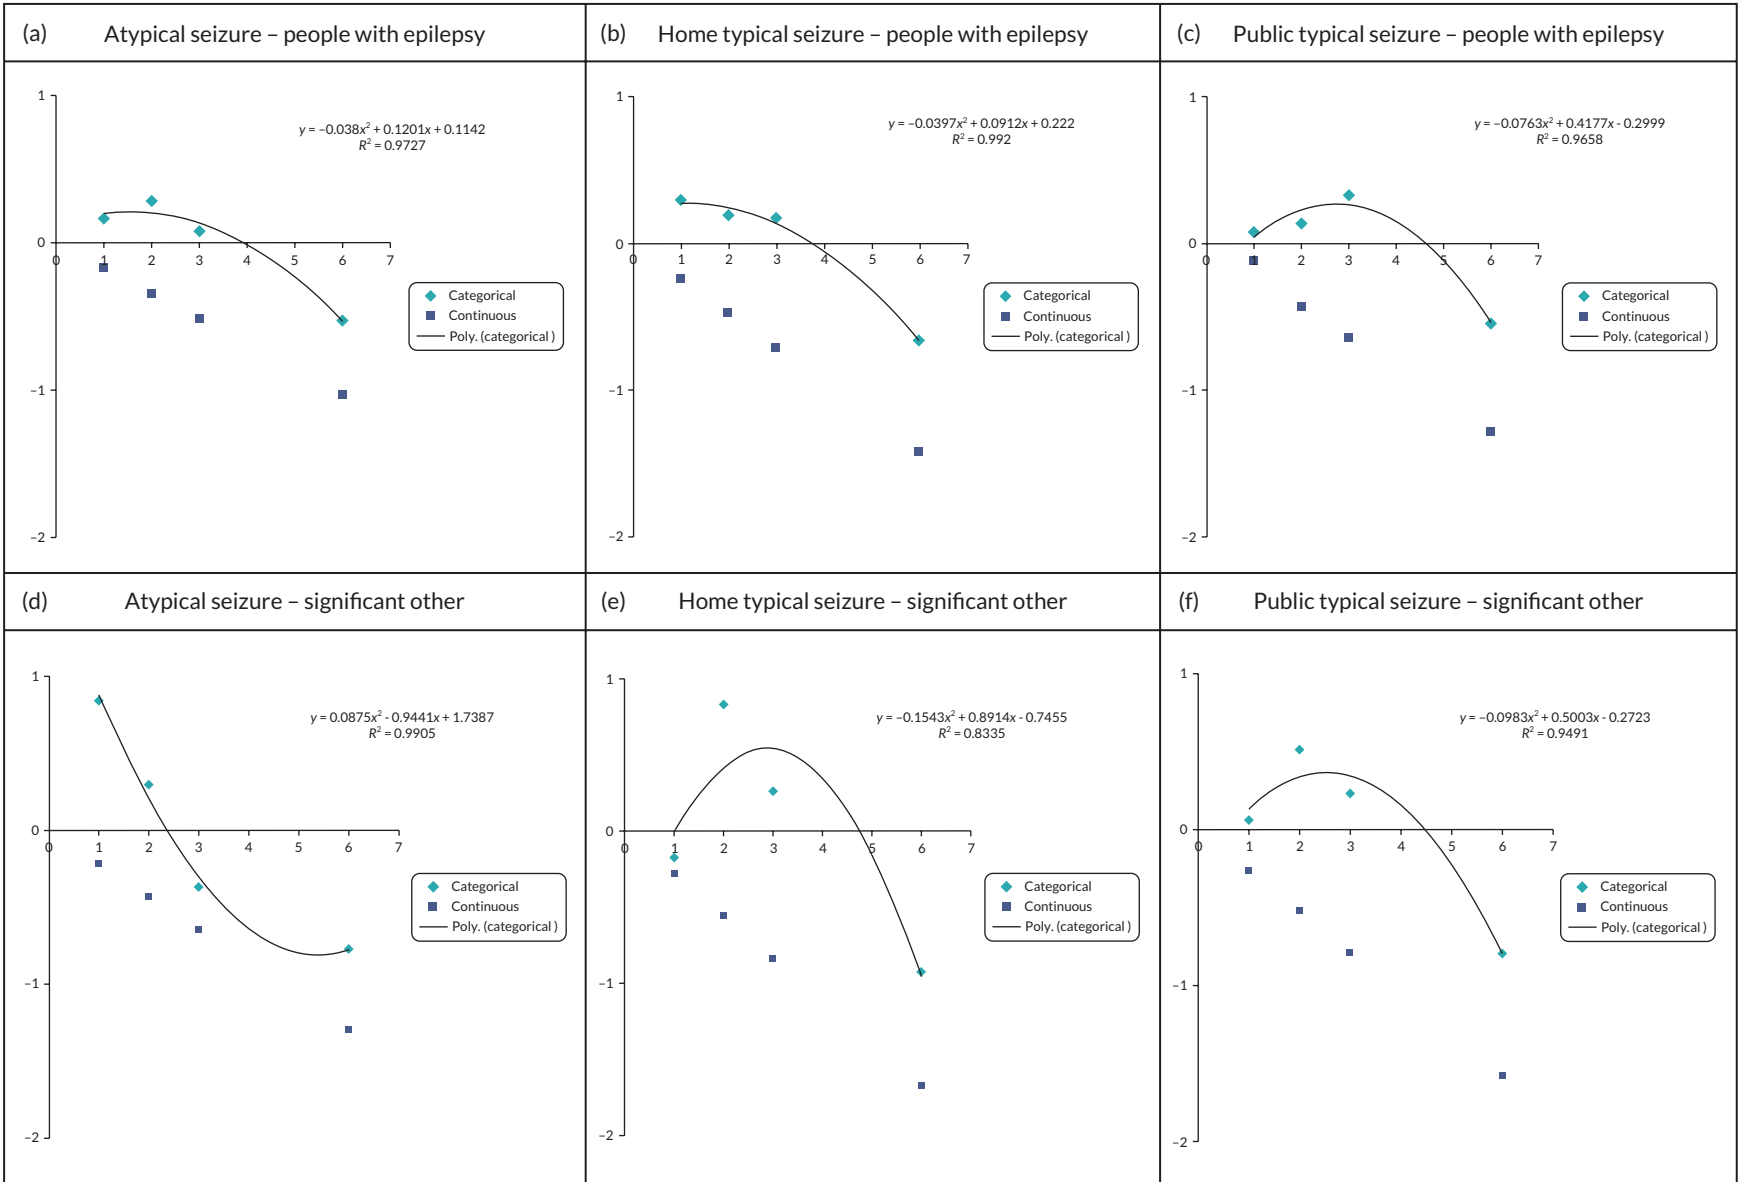 (a) Atypical seizure – people with epilepsy
1
y = –0.038x² + 0.1201x + 0.1142
R² = 0.9727
0
0 1 2 3 4 5 6 7
Categorical
Continuous
Poly. (categorical )
–1
–2
(b) Home typical seizure – people with epilepsy
1
y = –0.0397x² + 0.0912x + 0.222
R² = 0.992
0
0 1 2 3 4 5 6 7
Categorical
Continuous
Poly. (categorical )
–1
–2
(c) Public typical seizure – people with epilepsy
1
y = –0.0763x² + 0.4177x - 0.2999
R² = 0.9658
0
0 1 2 3 4 5 6 7
Categorical
Continuous
Poly. (categorical )
–1
–2
(d) Atypical seizure – significant other
1
y = 0.0875x² - 0.9441x + 1.7387
R² = 0.9905
0
0 1 2 3 4 5 6 7
Categorical
Continuous
Poly. (categorical )
–1
–2
(e) Home typical seizure – significant other
1
y = –0.1543x² + 0.8914x - 0.7455
R² = 0.8335
0
0 1 2 3 4 5 6 7
Categorical
Continuous
Poly. (categorical )
–1
–2
(f) Public typical seizure – significant other
1
y = –0.0983x² + 0.5003x - 0.2723
R² = 0.9491
0
0 1 2 3 4 5 6 7
Categorical
Continuous
Poly. (categorical )
–1
–2